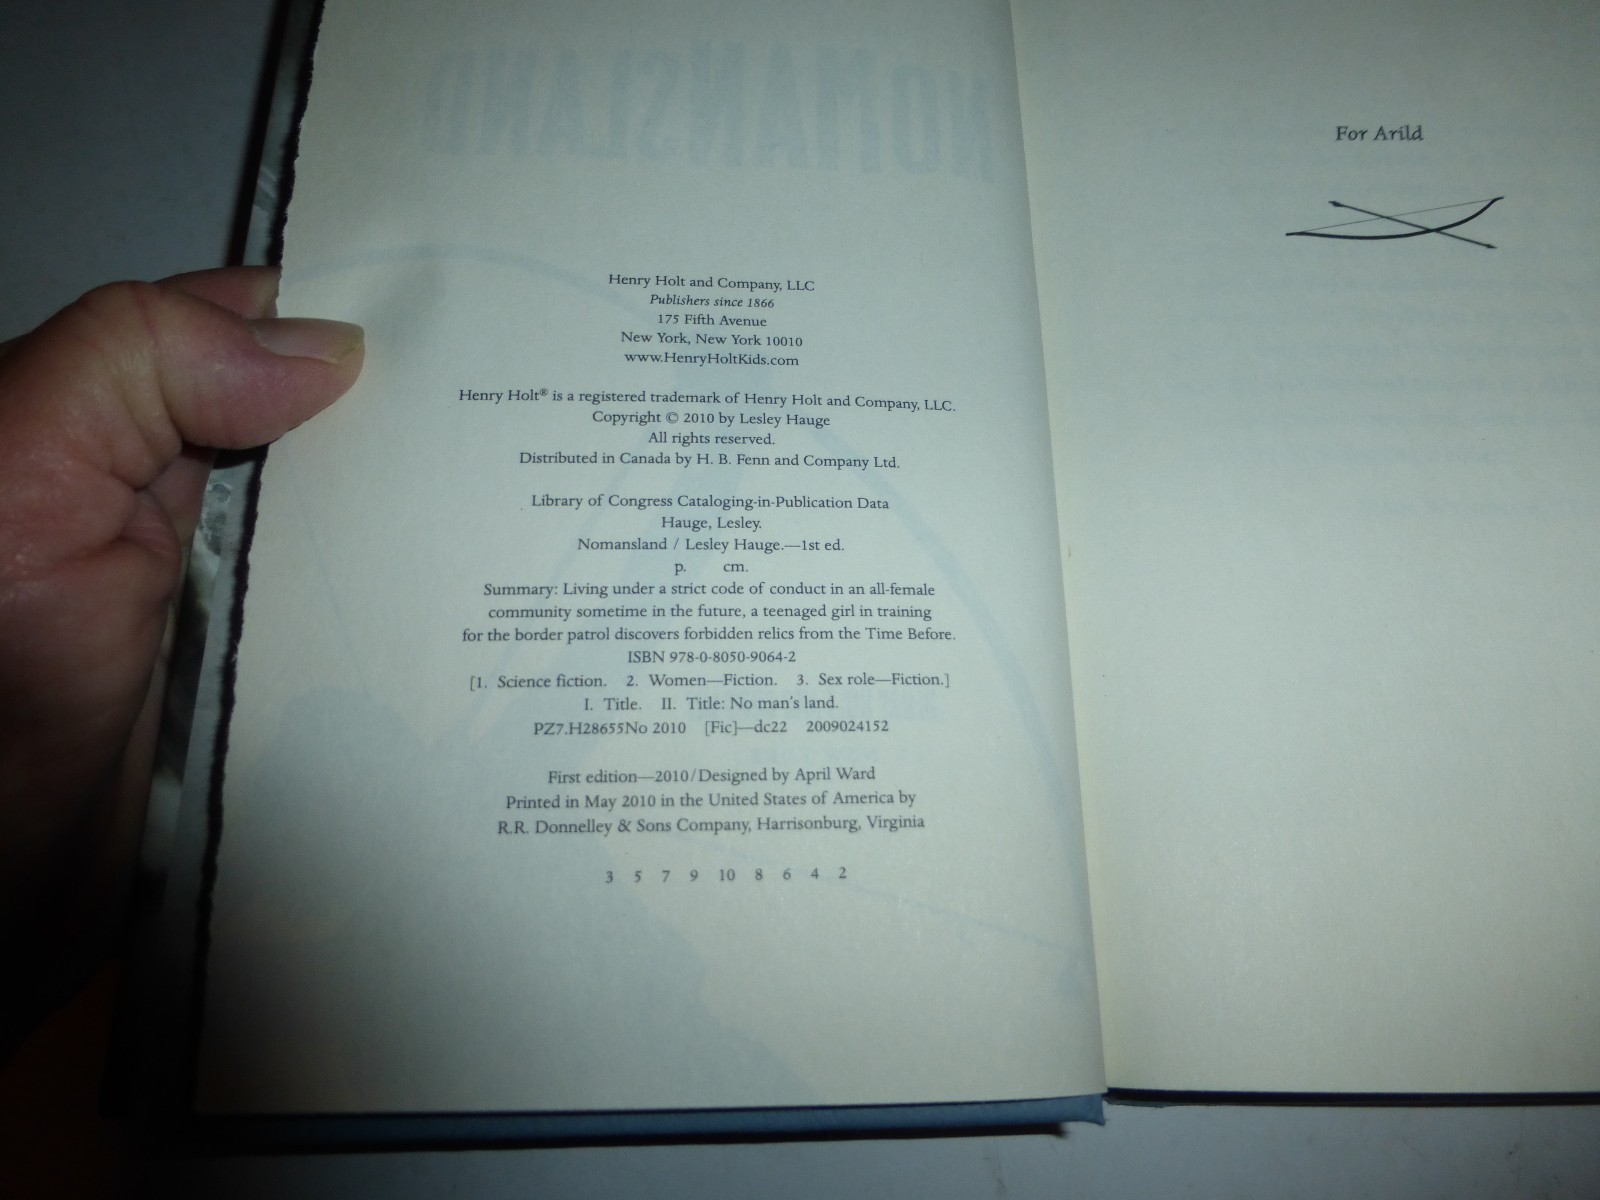 Henry Holt and Company, LLC
Publishers since 1866
175 Fifth Avenue
New York, New York 10010
www.HenryHoltKids.com
Henry Holt® is a registered trademark of Henry Holt and Company, LLC.
Copyright © 2010 by Lesley Hauge
All rights reserved.
Distributed in Canada by H. B. Fenn and Company Ltd.
Library of Congress Cataloging-in-Publication Data
Hauge, Lesley.
Nomansland / Lesley Hauge.—1st ed.
p. cm.
Summary: Living under a strict code of conduct in an all-female
community sometime in the future, a teenaged girl in training
for the border patrol discovers forbidden relics from the Time Before.
ISBN 978-0-8050-9064-2
[1. Science fiction. 2. Women—Fiction. 3. Sex role—Fiction.]
I. Title. II. Title: No man's land.
PZ7.H28655No 2010 [Fic]—dc22 2009024152
First edition—2010/Designed by April Ward
Printed in May 2010 in the United States of America by
R.R. Donnelley & Sons Company, Harrisonburg, Virginia
3 5 7 9 10 8 6 4 2
For Arild
NOMANSLAND